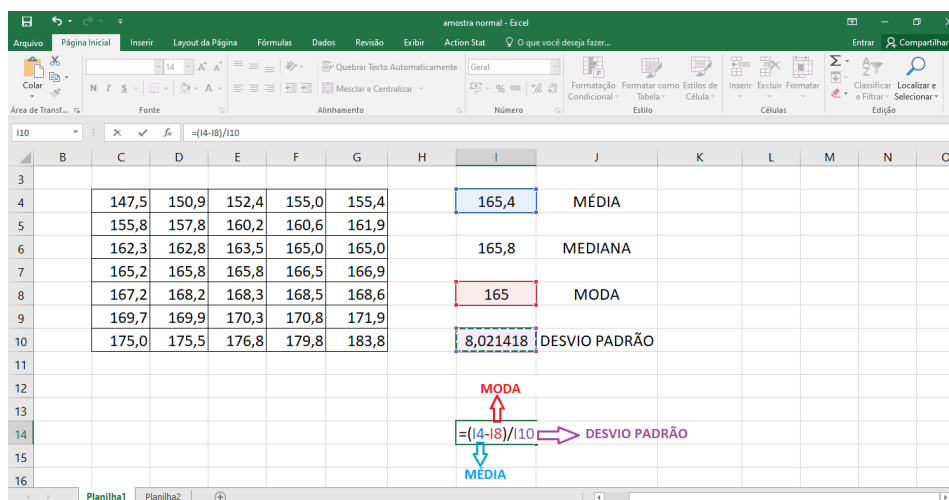 amostra normal - Excel
Arquivo Página Inicial Inserir Layout da Página Fórmulas Dados Revisão Exibir Action Stat O que você deseja fazer... Entrar Compartilhar
Colar
14 A A
Quebrar Texto Automaticamente
Geral
N I S A
Mesclar e Centralizar
% 000
Formatação Condicional
Formatar como Tabela
Estilos de Célula
Inserir Excluir Formatar
Classificar e Filtrar
Localizar e Selecionar
Área de Transf... Fonte Alinhamento Número Estilo Células Edição
I10 fx =(I4-I8)/I10
B C D E F G H I J K L M N O
3
4 147,5 150,9 152,4 155,0 155,4 165,4 MÉDIA
5 155,8 157,8 160,2 160,6 161,9
6 162,3 162,8 163,5 165,0 165,0 165,8 MEDIANA
7 165,2 165,8 165,8 166,5 166,9
8 167,2 168,2 168,3 168,5 168,6 165 MODA
9 169,7 169,9 170,3 170,8 171,9
10 175,0 175,5 176,8 179,8 183,8 8,021418 DESVIO PADRÃO
11
12 MODA
13
14 =(I4-I8)/I10 DESVIO PADRÃO
15
16 MÉDIA
Planilha1 Planilha2